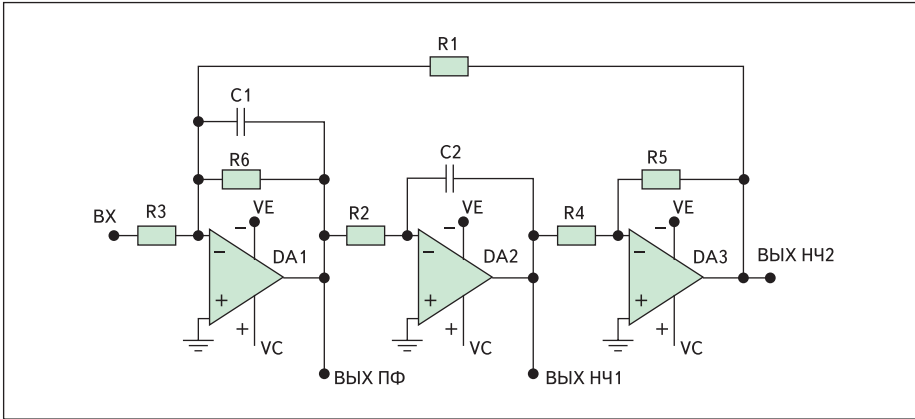 R1
C1
C2
R6
R5
ВХ
R3
VE
R2
VE
R4
VE
−
−
−
DA1
DA2
DA3
ВЫХ НЧ2
−
−
−
+
+
+
+
+
+
VC
VC
VC
ВЫХ ПФ
ВЫХ НЧ1